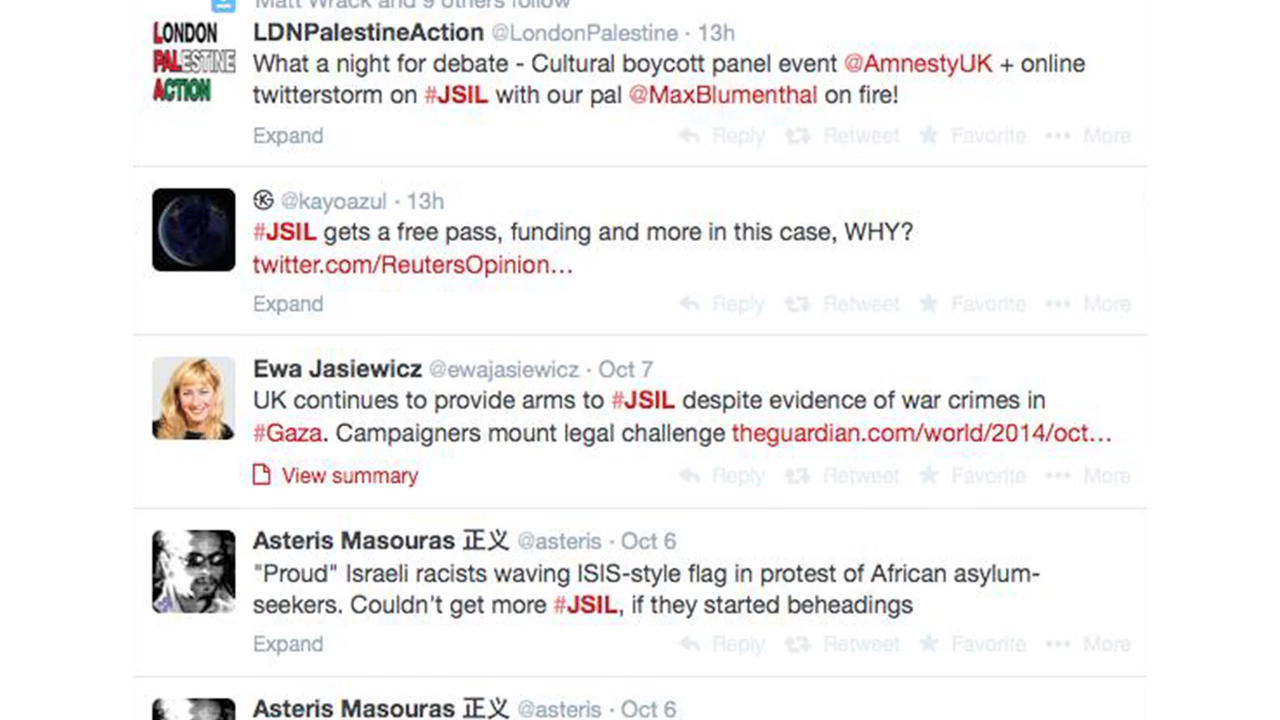 Matt Wrack and 9 others follow
LONDON
PALESTINE
ACTION
LDNPalestineAction @LondonPalestine · 13h
What a night for debate - Cultural boycott panel event @AmnestyUK + online
twitterstorm on #JSIL with our pal @MaxBlumenthal on fire!
Expand Reply Retweet Favorite More
@kayoazul · 13h
#JSIL gets a free pass, funding and more in this case, WHY?
twitter.com/ReutersOpinion…
Expand Reply Retweet Favorite More
Ewa Jasiewicz @ewajasiewicz · Oct 7
UK continues to provide arms to #JSIL despite evidence of war crimes in
#Gaza. Campaigners mount legal challenge theguardian.com/world/2014/oct…
View summary Reply Retweet Favorite More
Asteris Masouras 正义 @asteris · Oct 6
"Proud" Israeli racists waving ISIS-style flag in protest of African asylum-
seekers. Couldn't get more #JSIL, if they started beheadings
Expand Reply Retweet Favorite More
Asteris Masouras 正义 @asteris · Oct 6